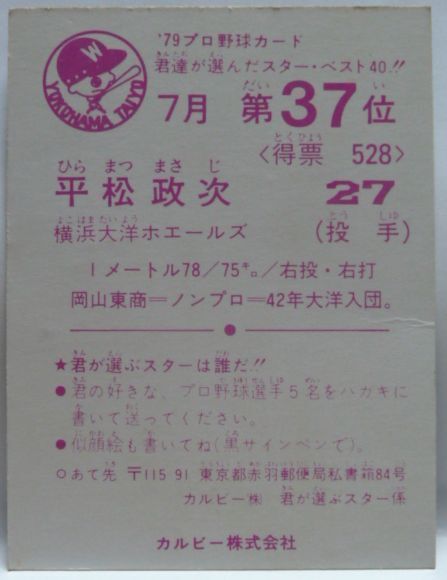 W
YOKOHAMA TAIYO
'79プロ野球カード
君達が選んだスター・ベスト40.!!
7月 第37位
<得票 528>
ひら まつ まさ じ
平松政次 27
横浜大洋ホエールズ (投手)
1メートル78/75キロ/右投・右打
岡山東商=ノンプロ=42年大洋入団。
★君が選ぶスターは誰だ!!
●君の好きな、プロ野球選手5名をハガキに
書いて送ってください。
●似顔絵も書いてね(黒サインペンで)。
○あて先 〒115 91 東京都赤羽郵便局私書箱84号
カルビー㈱ 君が選ぶスター係
カルビー株式会社